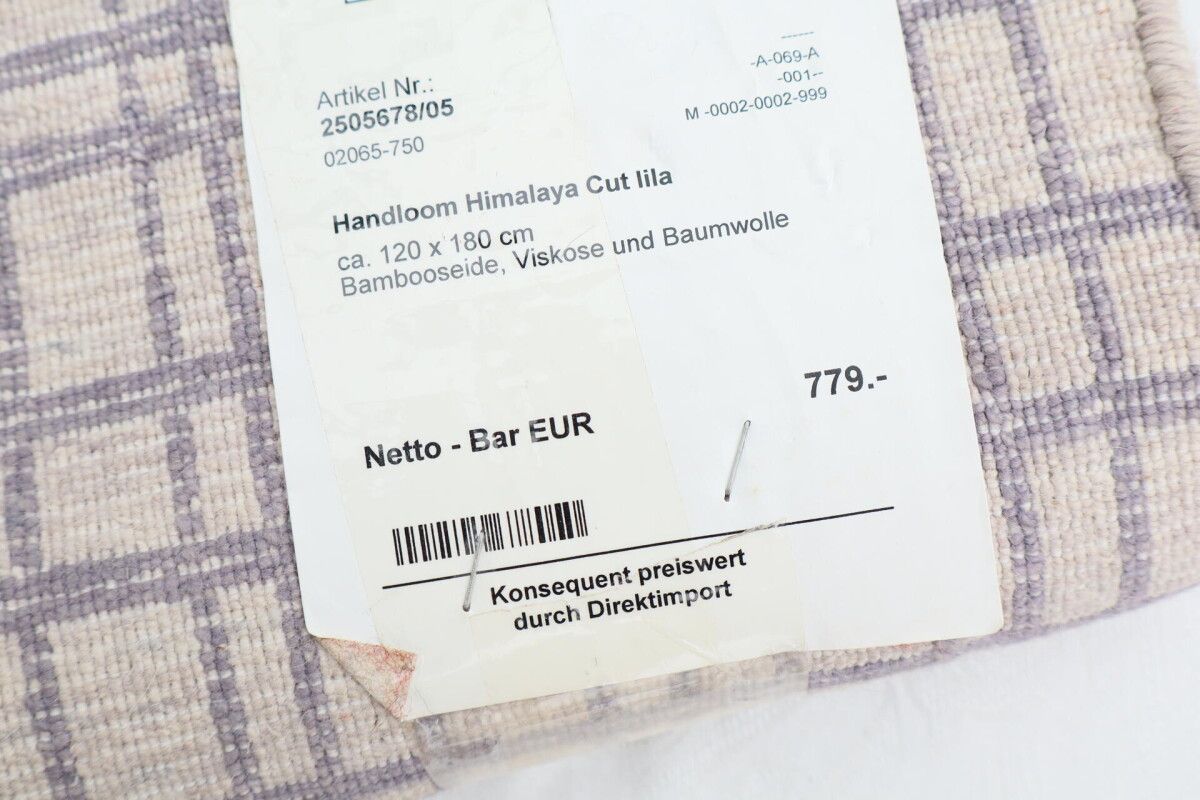 ------
-A-069-A
-001--
M -0002-0002-999
Artikel Nr.:
2505678/05
02065-750
Handloom Himalaya Cut lila
ca. 120 x 180 cm
Bambooseide, Viskose und Baumwolle
779.-
Netto - Bar EUR
Konsequent preiswert
durch Direktimport